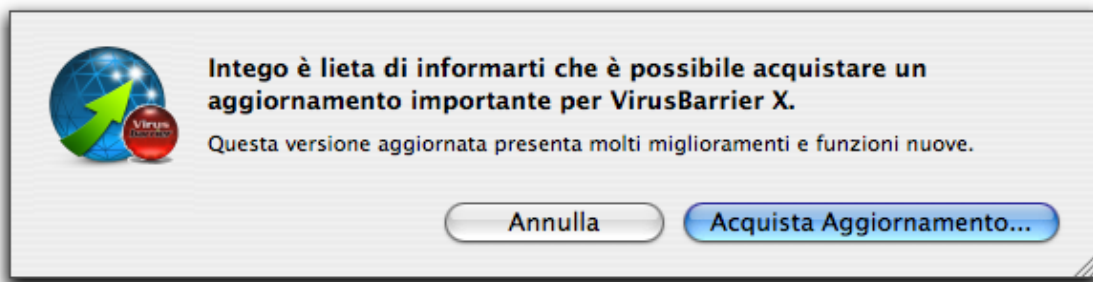 Intego è lieta di informarti che è possibile acquistare un
aggiornamento importante per VirusBarrier X.
Questa versione aggiornata presenta molti miglioramenti e funzioni nuove.
Virus
Barrier
Annulla
Acquista Aggiornamento...